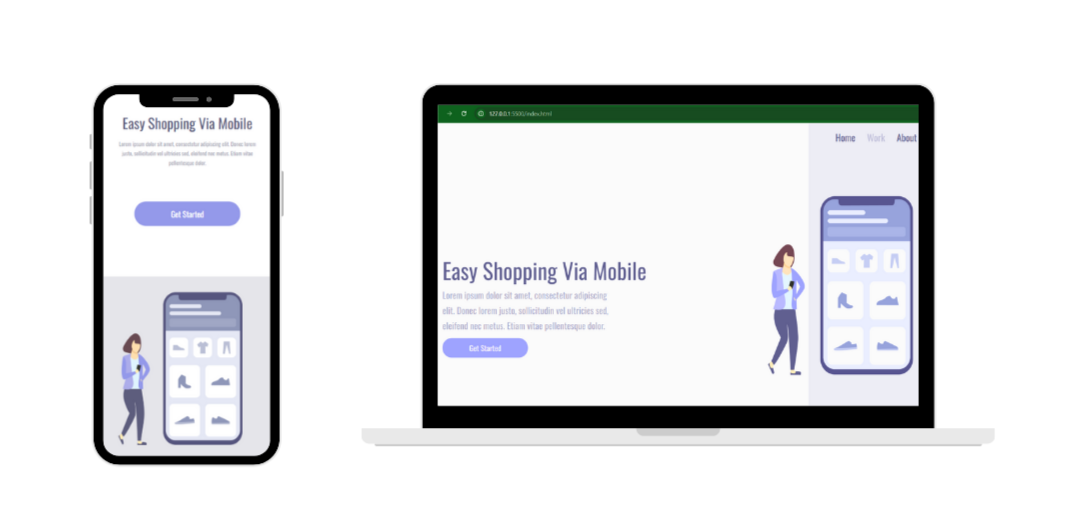 Easy Shopping Via Mobile
Lorem ipsum dolor sit amet, consectetur adipiscing elit. Donec lorem
justo, sollicitudin vel ultricies sed, eleifend nec metus. Etiam vitae
pellentesque dolor.
Get Started
127.0.0.1:5500/index.html
Home Work About
Easy Shopping Via Mobile
Lorem ipsum dolor sit amet, consectetur adipiscing
elit. Donec lorem justo, sollicitudin vel ultricies sed,
eleifend nec metus. Etiam vitae pellentesque dolor.
Get Started